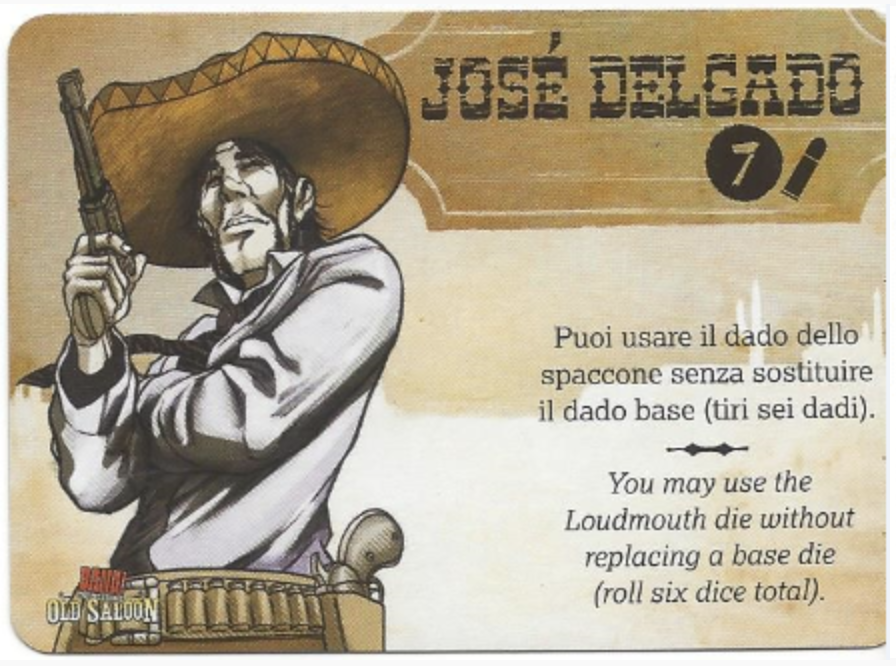 JOSÉ DELGADO
7
Puoi usare il dado dello
spaccone senza sostituire
il dado base (tiri sei dadi).
You may use the
Loudmouth die without
replacing a base die
(roll six dice total).
BANG!
OLD SALOON